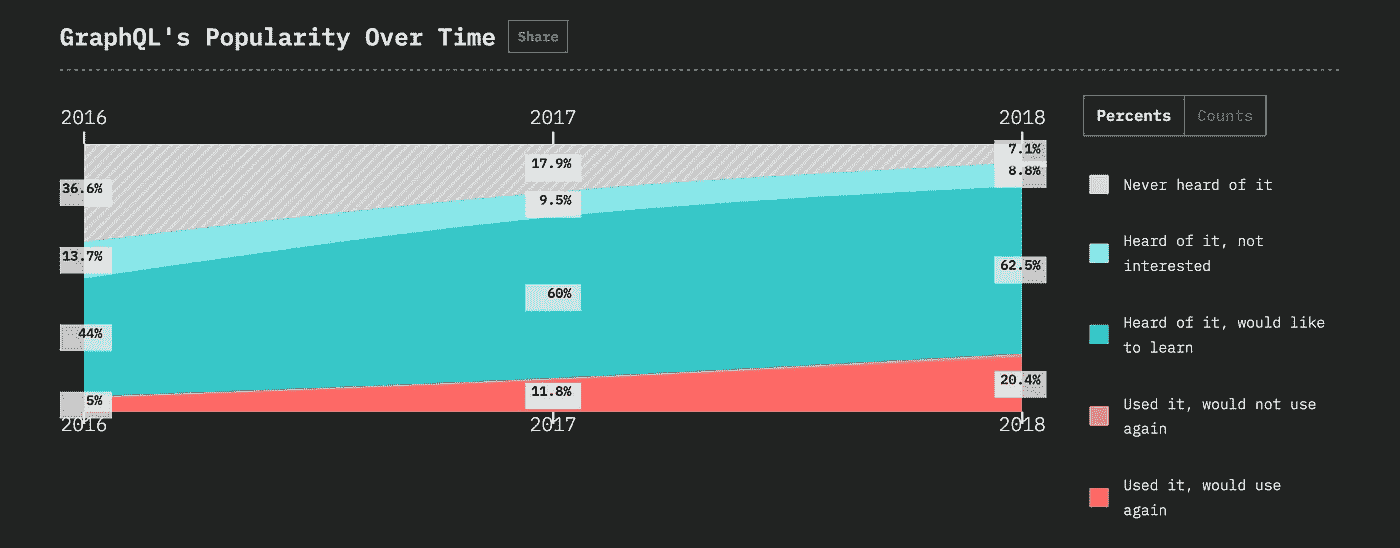 GraphQL's Popularity Over Time
Share
2016
2017
2018
Percents
Counts
36.6%
13.7%
44%
5%
17.9%
9.5%
60%
11.8%
7.1%
8.8%
62.5%
20.4%
2016
2017
2018
Never heard of it
Heard of it, not
interested
Heard of it, would like
to learn
Used it, would not use
again
Used it, would use
again